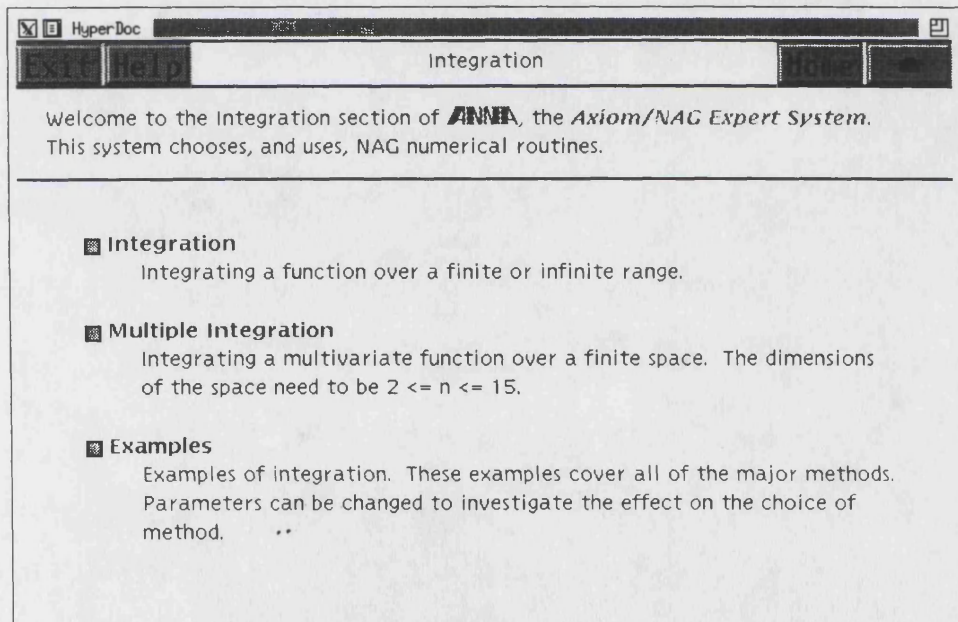 HyperDoc
Exit Help Integration Home
Welcome to the Integration section of ANNA, the Axiom/NAG Expert System.
This system chooses, and uses, NAG numerical routines.
Integration
Integrating a function over a finite or infinite range.
Multiple Integration
Integrating a multivariate function over a finite space. The dimensions
of the space need to be 2 <= n <= 15.
Examples
Examples of integration. These examples cover all of the major methods.
Parameters can be changed to investigate the effect on the choice of
method.